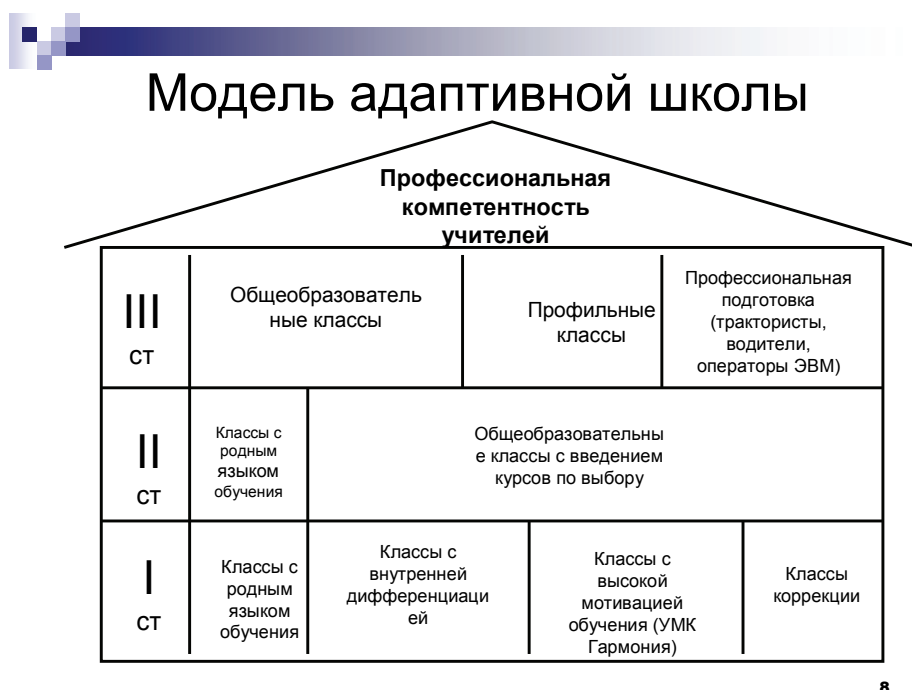 Модель адаптивной школы
Профессиональная
компетентность
учителей
III
ст
Общеобразователь
ные классы
Профильные
классы
Профессиональная
подготовка
(трактористы,
водители,
операторы ЭВМ)
II
ст
Классы с
родным
языком
обучения
Общеобразовательны
е классы с введением
курсов по выбору
I
ст
Классы с
родным
языком
обучения
Классы с
внутренней
дифференциаци
ей
Классы с
высокой
мотивацией
обучения (УМК
Гармония)
Классы
коррекции
8